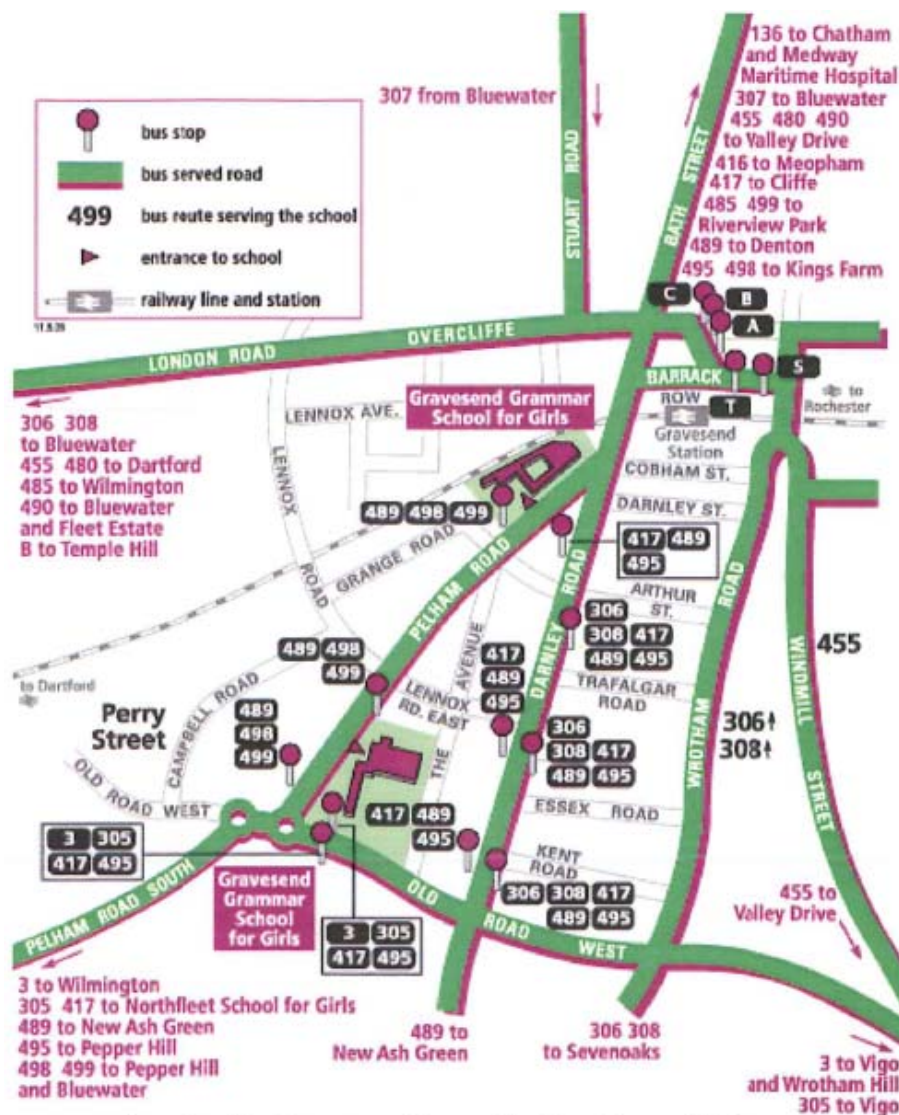 bus stop
bus served road
499 bus route serving the school
entrance to school
railway line and station
307 from Bluewater
STUART ROAD
BATH STREET
136 to Chatham
and Medway
Maritime Hospital
307 to Bluewater
455 480 490
to Valley Drive
416 to Meopham
417 to Cliffe
485 499 to
Riverview Park
489 to Denton
495 498 to Kings Farm
C
B
A
S
T
LONDON ROAD
OVERCLIFFE
BARRACK
ROW
to
Rochester
Gravesend
Station
306 308
to Bluewater
455 480 to Dartford
485 to Wilmington
490 to Bluewater
and Fleet Estate
B to Temple Hill
LENNOX AVE.
LENNOX
ROAD
Gravesend Grammar
School for Girls
COBHAM ST.
DARNLEY ST.
489 498 499
GRANGE ROAD
PELHAM ROAD
417 489
495
ARTHUR
ST.
DARNLEY ROAD
306
308 417
489 495
TRAFALGAR
ROAD
WROTHAM ROAD
WINDMILL STREET
455
306
308
to Dartford
Perry
Street
CAMPBELL ROAD
OLD ROAD WEST
489 498
499
489
498
499
LENNOX
RD. EAST
THE AVENUE
417
489
495
306
308 417
489 495
ESSEX ROAD
417 489
495
KENT
ROAD
306 308 417
489 495
3 305
417 495
Gravesend
Grammar
School
for Girls
3 305
417 495
PELHAM ROAD SOUTH
OLD ROAD WEST
455 to
Valley Drive
3 to Wilmington
305 417 to Northfleet School for Girls
489 to New Ash Green
495 to Pepper Hill
498 499 to Pepper Hill
and Bluewater
489 to
New Ash Green
306 308
to Sevenoaks
3 to Vigo
and Wrotham Hill
305 to Vigo